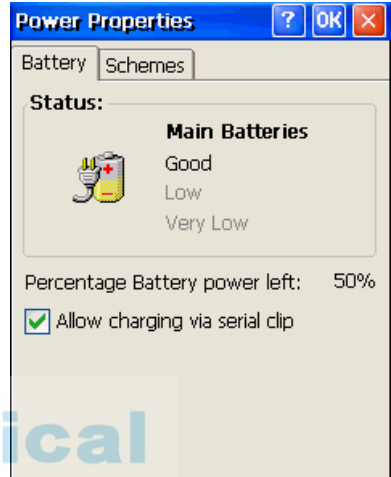 Power Properties ? OK ×
Battery Schemes
Status:
Main Batteries
Good
Low
Very Low
Percentage Battery power left: 50%
Allow charging via serial clip
ical